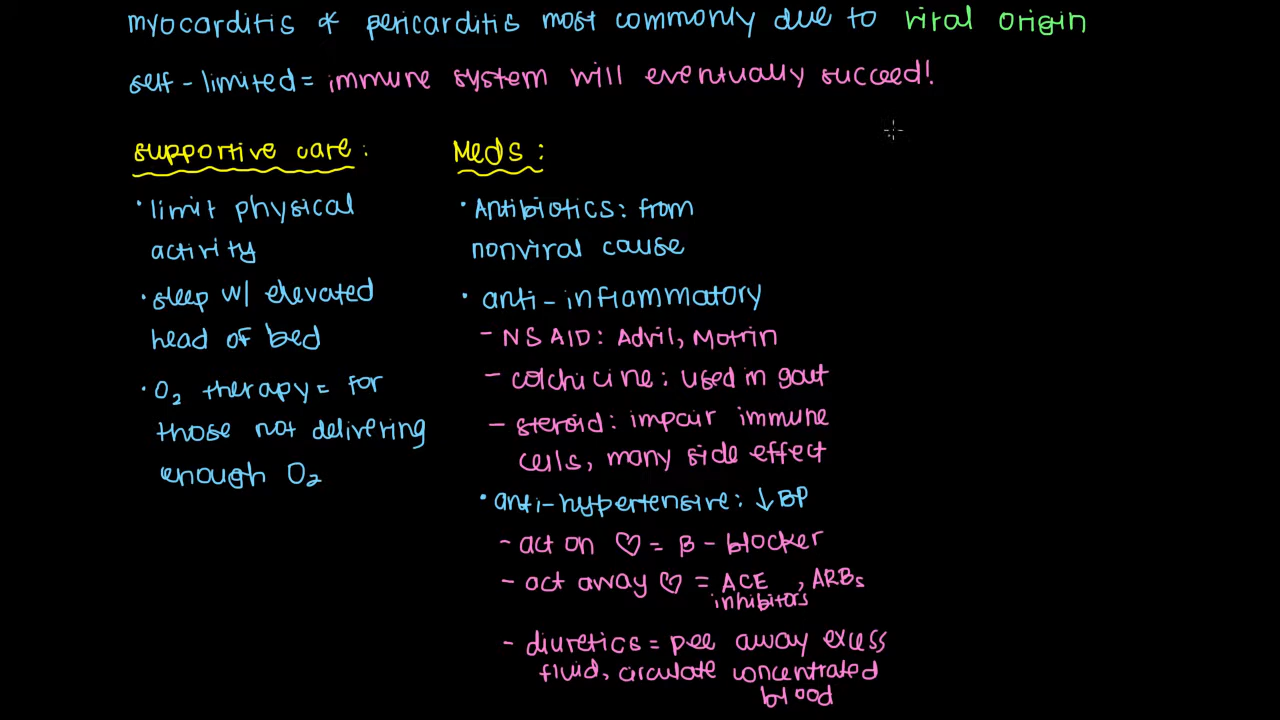 myocarditis & pericarditis most commonly due to viral origin
self-limited = immune system will eventually succeed!
supportive care:
• limit physical
activity
• sleep w/ elevated
head of bed
• O₂ therapy = for
those not delivering
enough O₂
Meds:
• Antibiotics: from
nonviral cause
• anti-inflammatory
- NSAID: Advil, Motrin
- colchicine: used in gout
- steroid: impair immune
cells, many side effect
• anti-hypertensive: ↓ BP
- act on ♡ = β-blocker
- act away ♡ = ACE inhibitors, ARBs
- diuretics = pee away excess
fluid, circulate concentrated
blood